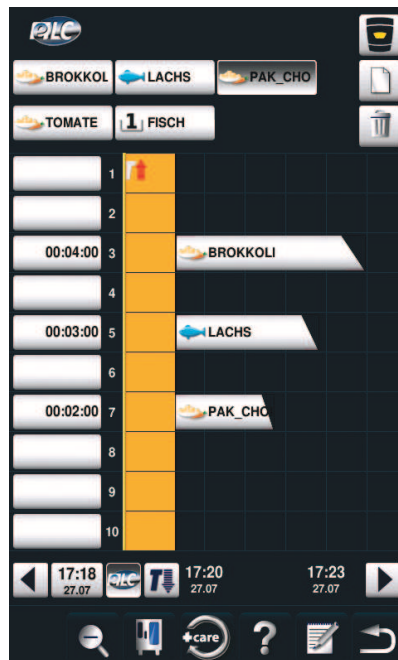 RLC
BROKKOL LACHS PAK_CHO
TOMATE 1 FISCH
1
2
00:04:00 3 BROKKOLI
4
00:03:00 5 LACHS
6
00:02:00 7 PAK_CHO
8
9
10
17:18 RLC T 17:20 17:23
27.07 27.07 27.07
+care ?